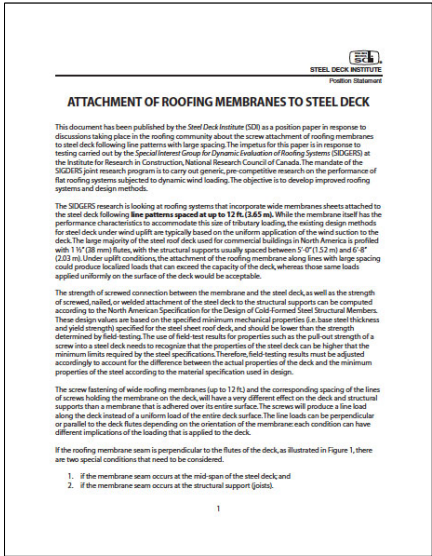 SDI
STEEL DECK INSTITUTE
Position Statement
ATTACHMENT OF ROOFING MEMBRANES TO STEEL DECK
This document has been published by the Steel Deck Institute (SDI) as a position paper in response to
discussions taking place in the roofing community about the screw attachment of roofing membranes
to steel deck following line patterns with large spacing. The impetus for this paper is in response to
testing carried out by the Special Interest Group for Dynamic Evaluation of Roofing Systems (SIDGERS) at
the Institute for Research in Construction, National Research Council of Canada. The mandate of the
SIGDERS joint research program is to carry out generic, pre-competitive research on the performance of
flat roofing systems subjected to dynamic wind loading. The objective is to develop improved roofing
systems and design methods.
The SIDGERS research is looking at roofing systems that incorporate wide membranes sheets attached to
the steel deck following line patterns spaced at up to 12 ft. (3.65 m). While the membrane itself has the
performance characteristics to accommodate this size of tributary loading, the existing design methods
for steel deck under wind uplift are typically based on the uniform application of the wind suction to the
deck. The large majority of the steel roof deck used for commercial buildings in North America is profiled
with 1 ½" (38 mm) flutes, with the structural supports usually spaced between 5'-0" (1.52 m) and 6'-8"
(2.03 m). Under uplift conditions, the attachment of the roofing membrane along lines with large spacing
could produce localized loads that can exceed the capacity of the deck, whereas those same loads
applied uniformly on the surface of the deck would be acceptable.
The strength of screwed connection between the membrane and the steel deck, as well as the strength
of screwed, nailed, or welded attachment of the steel deck to the structural supports can be computed
according to the North American Specification for the Design of Cold-Formed Steel Structural Members.
These design values are based on the specified minimum mechanical properties (i.e. base steel thickness
and yield strength) specified for the steel sheet roof deck, and should be lower than the strength
determined by field-testing. The use of field-test results for properties such as the pull-out strength of a
screw into a steel deck needs to recognize that the properties of the steel deck can be higher than the
minimum limits required by the steel specifications. Therefore, field-testing results must be adjusted
accordingly to account for the difference between the actual properties of the deck and the minimum
properties of the steel according to the material specification used in design.
The screw fastening of wide roofing membranes (up to 12 ft.) and the corresponding spacing of the lines
of screws holding the membrane on the deck, will have a very different effect on the deck and structural
supports than a membrane that is adhered over its entire surface. The screws will produce a line load
along the deck instead of a uniform load of the entire deck surface. The line loads can be perpendicular
or parallel to the deck flutes depending on the orientation of the membrane: each condition can have
different implications of the loading that is applied to the deck.
If the roofing membrane seam is perpendicular to the flutes of the deck, as illustrated in Figure 1, there
are two special conditions that need to be considered.
1. if the membrane seam occurs at the mid-span of the steel deck; and
2. if the membrane seam occurs at the structural support (joists).
1